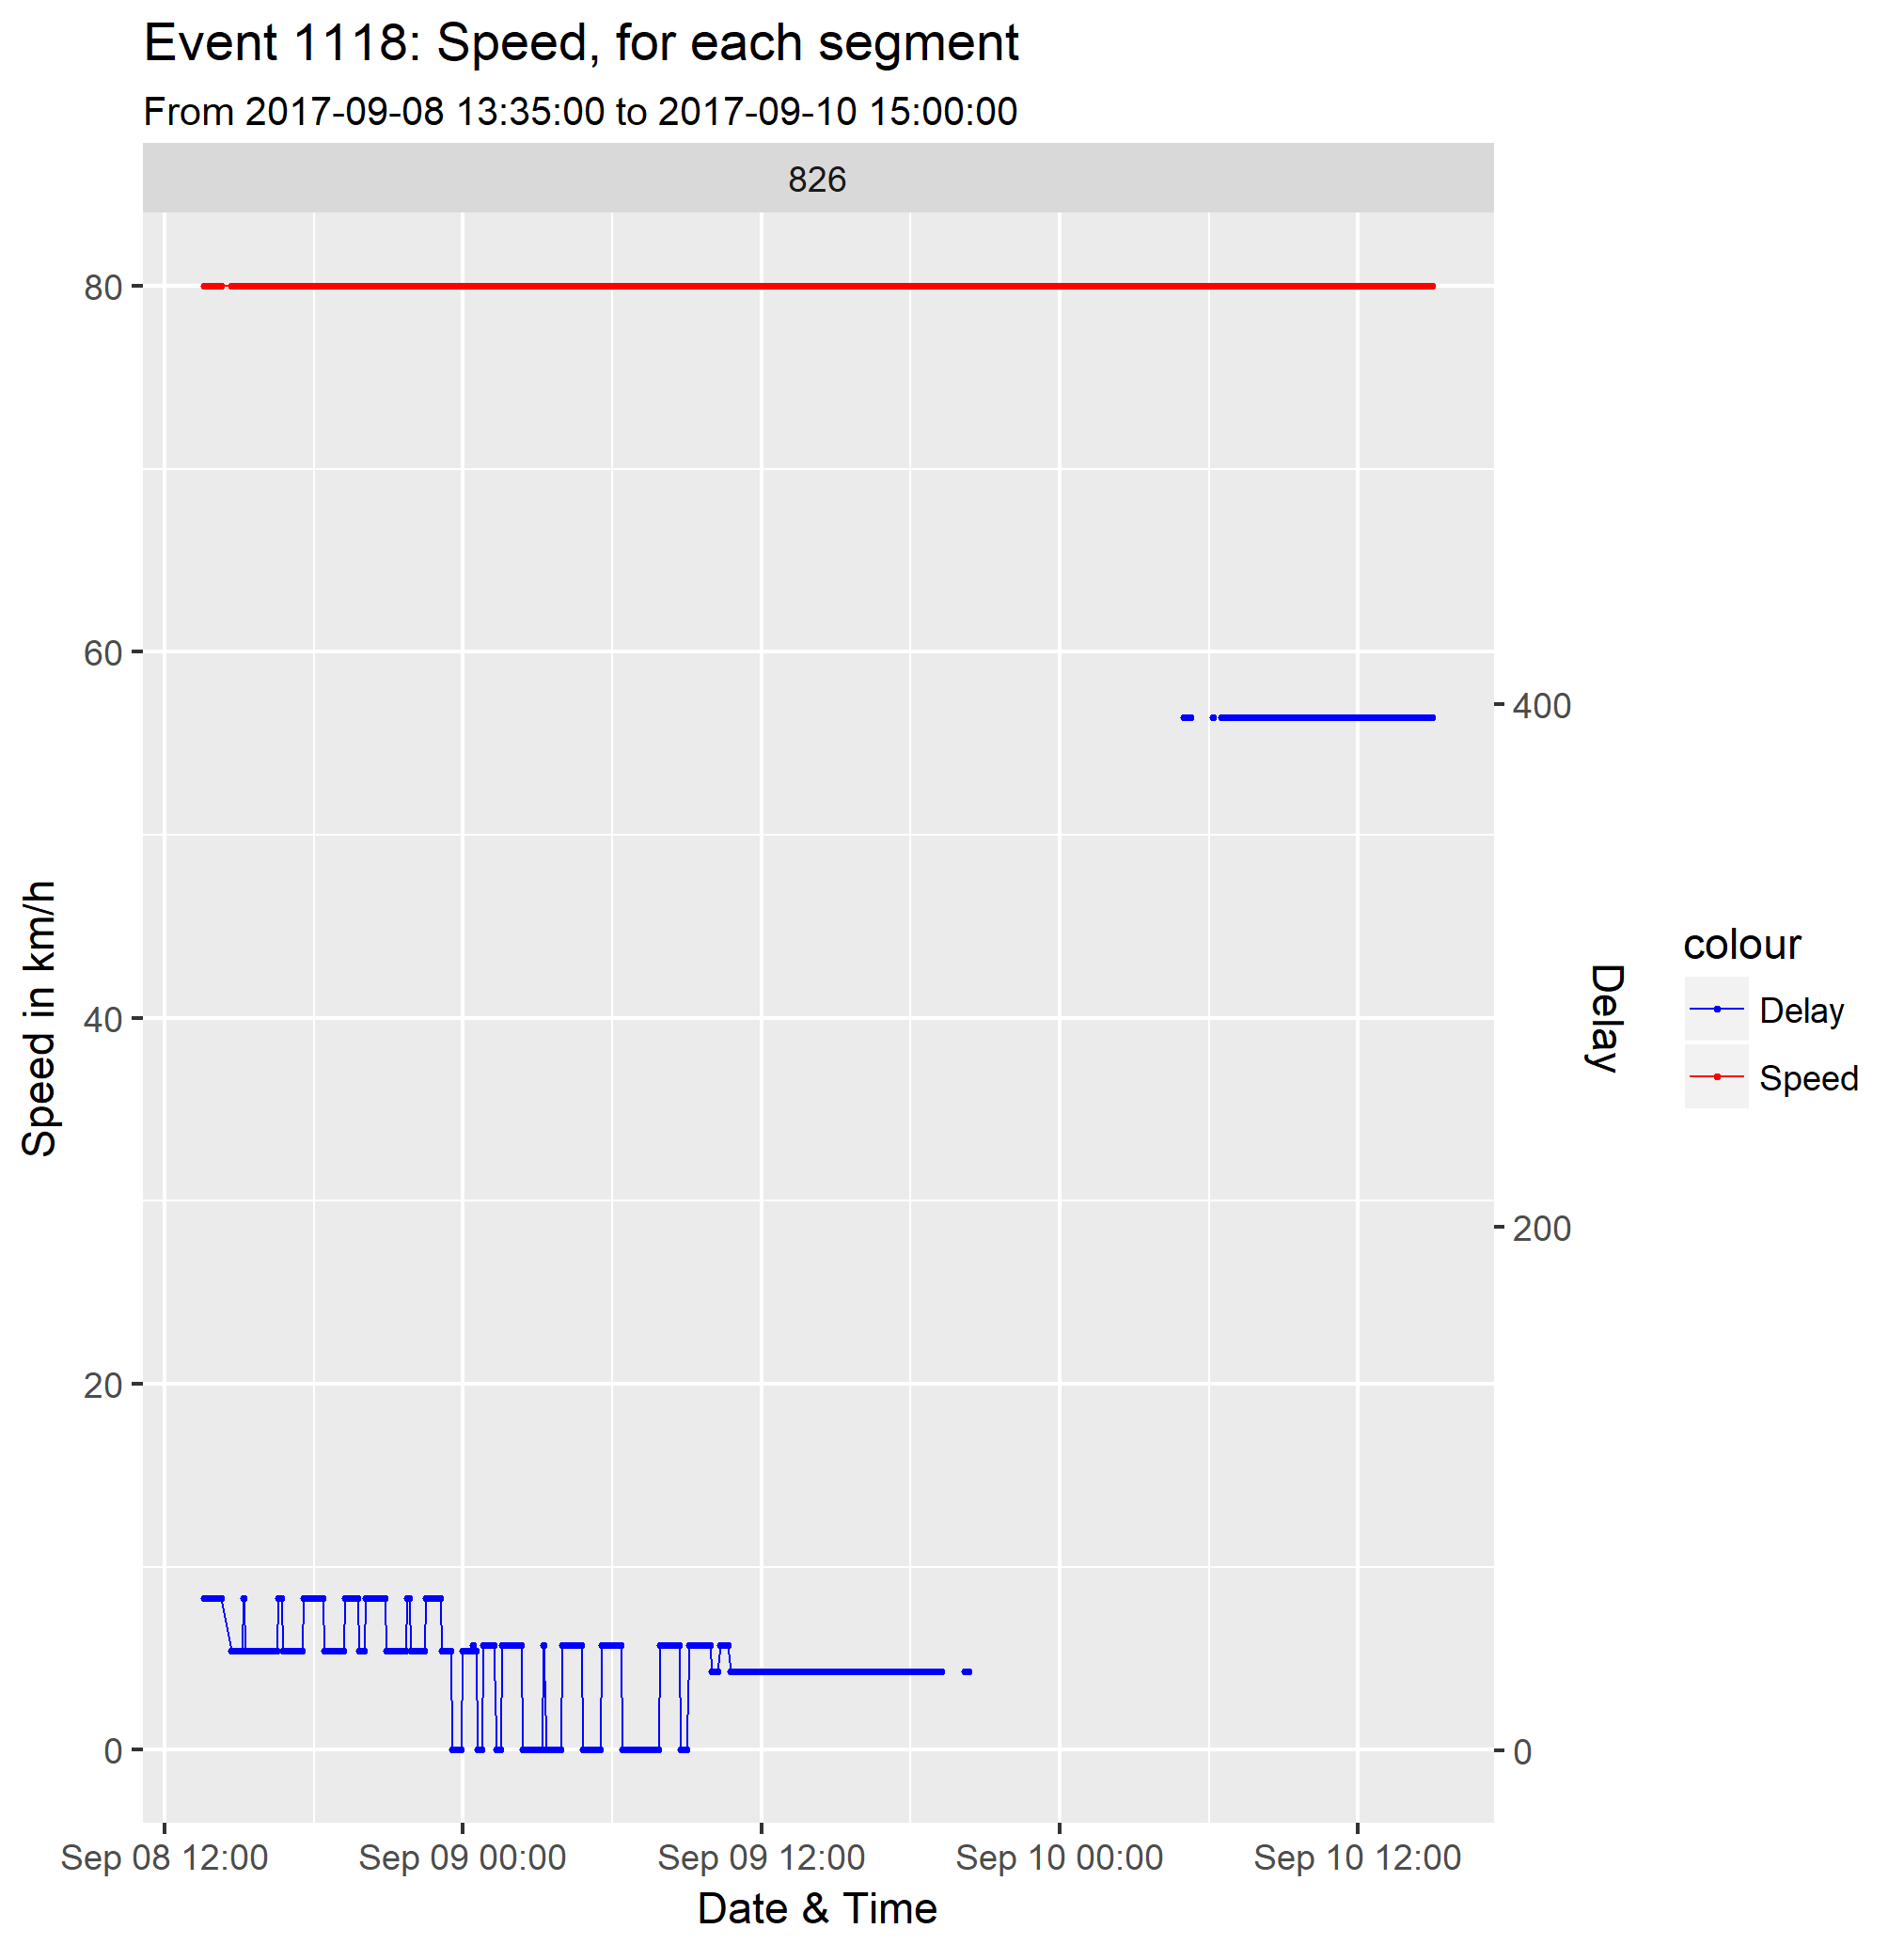 Event 1118: Speed, for each segment
From 2017-09-08 13:35:00 to 2017-09-10 15:00:00
826
80
60
40
20
0
Speed in km/h
400
200
0
Delay
colour
Delay
Speed
Sep 08 12:00
Sep 09 00:00
Sep 09 12:00
Sep 10 00:00
Sep 10 12:00
Date & Time